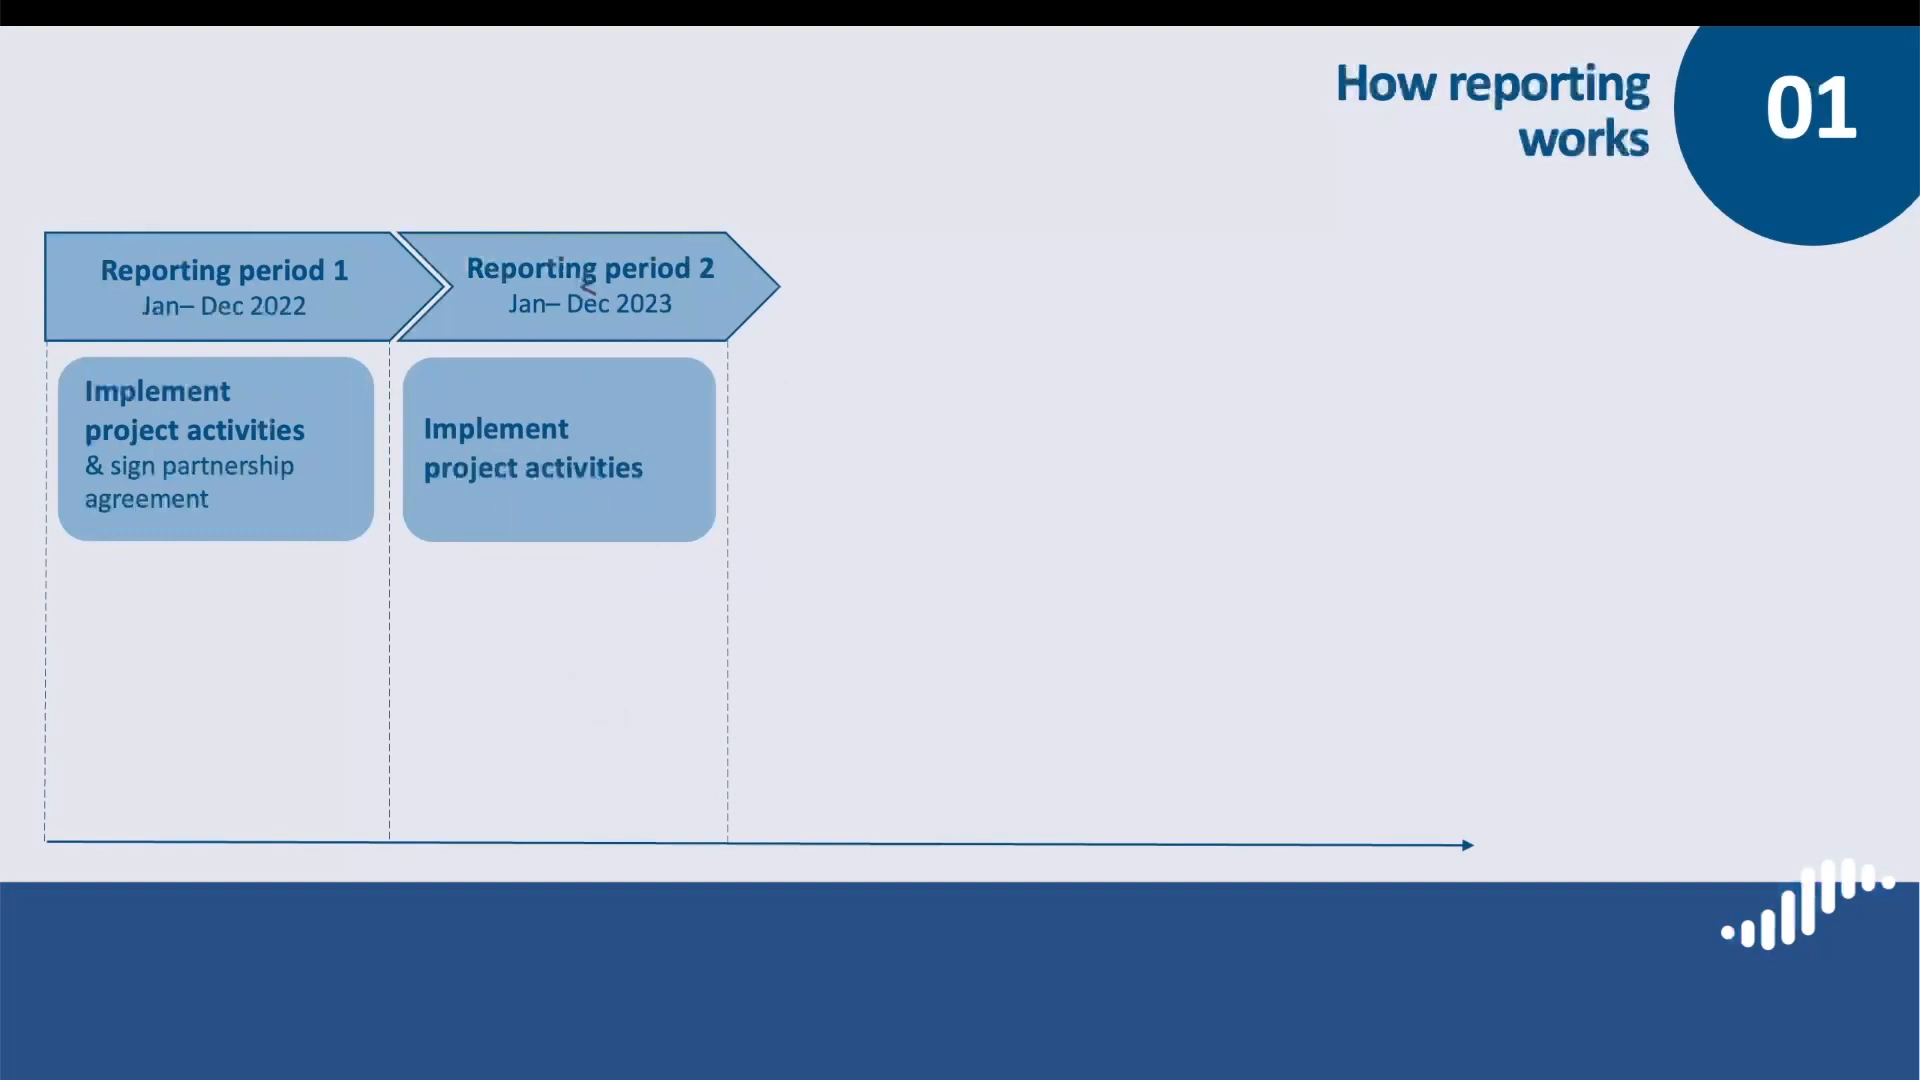 How reporting
works
01
Reporting period 1
Jan– Dec 2022
Reporting period 2
Jan– Dec 2023
Implement
project activities
& sign partnership
agreement
Implement
project activities